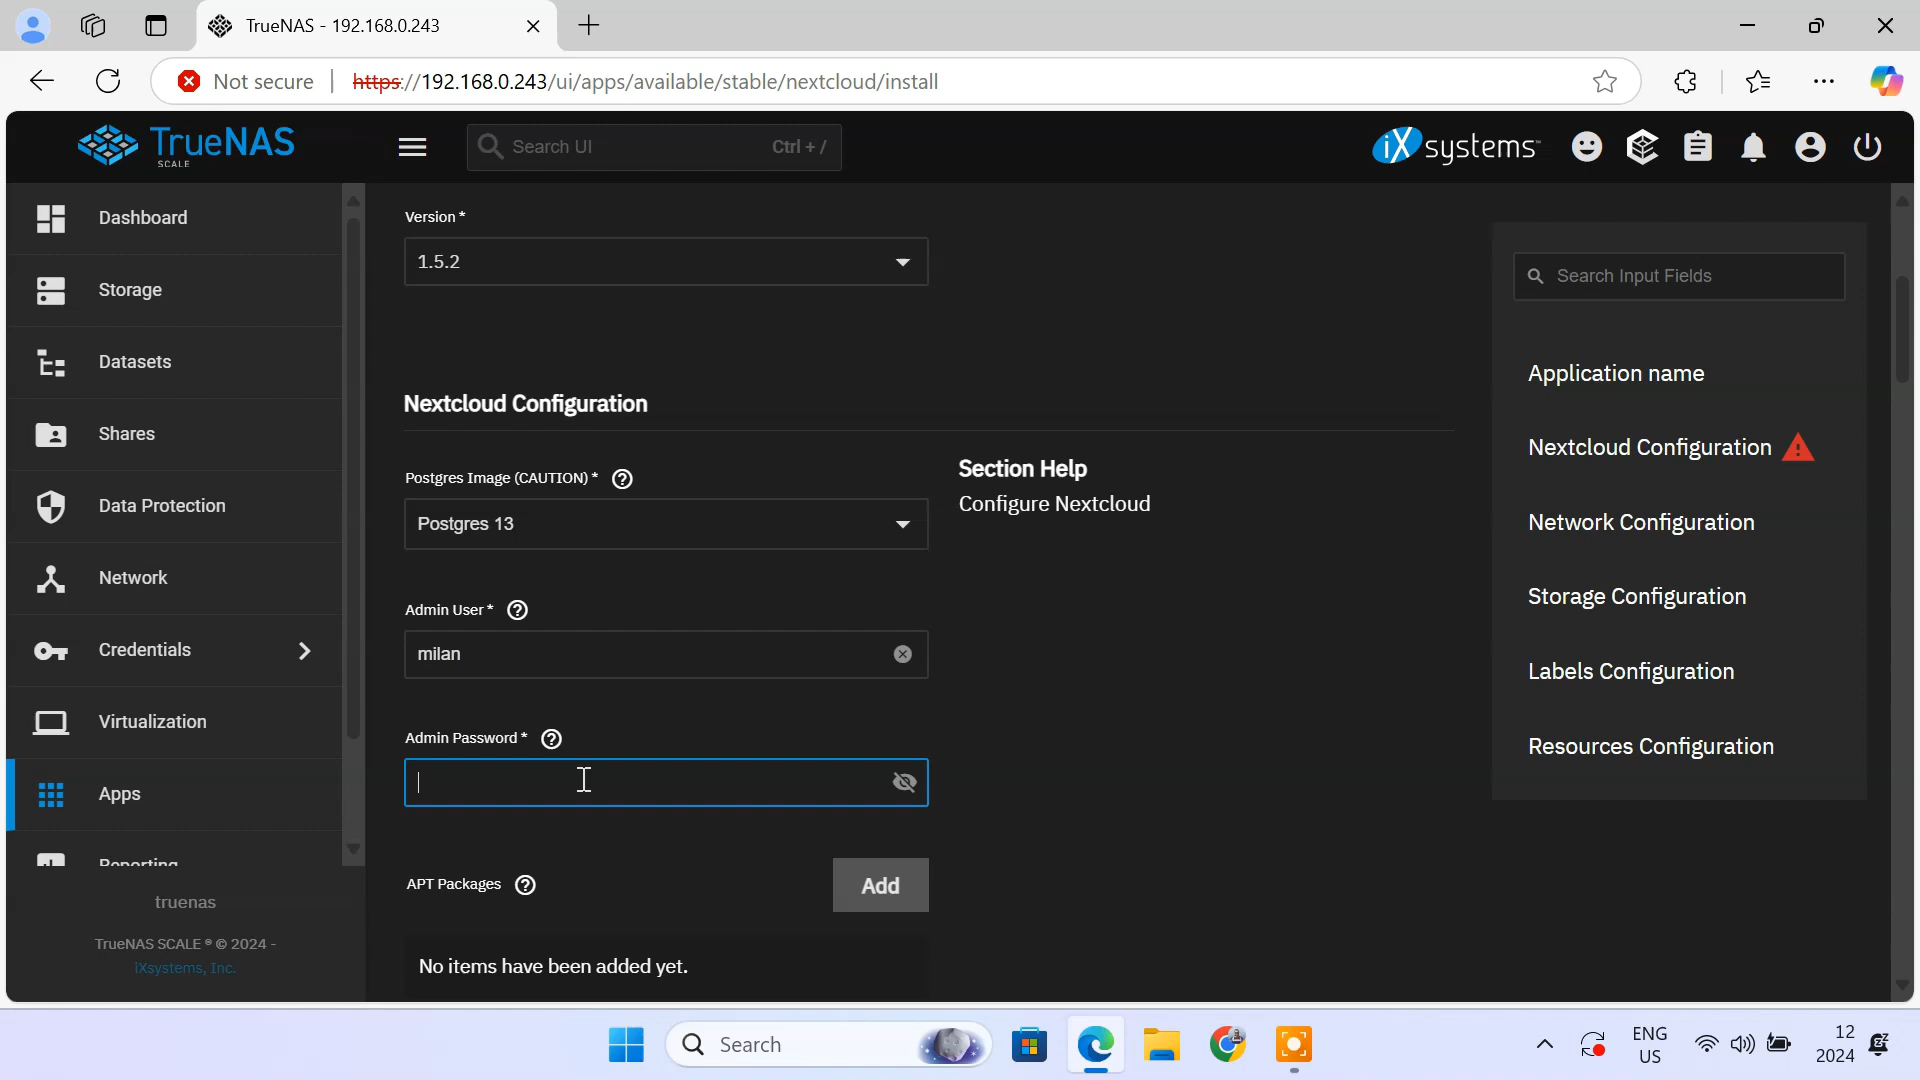 TrueNAS - 192.168.0.243
Not secure
https://192.168.0.243/ui/apps/available/stable/nextcloud/install
TrueNAS
SCALE
Search UI
Ctrl + /
iXsystems
Dashboard
Storage
Datasets
Shares
Data Protection
Network
Credentials
Virtualization
Apps
Reporting
truenas
TrueNAS SCALE ® © 2024 -
iXsystems, Inc.
Version *
1.5.2
Nextcloud Configuration
Postgres Image (CAUTION) *
Postgres 13
Admin User *
milan
Admin Password *
APT Packages
Add
No items have been added yet.
Section Help
Configure Nextcloud
Search Input Fields
Application name
Nextcloud Configuration
Network Configuration
Storage Configuration
Labels Configuration
Resources Configuration
Search
ENG
US
12
2024